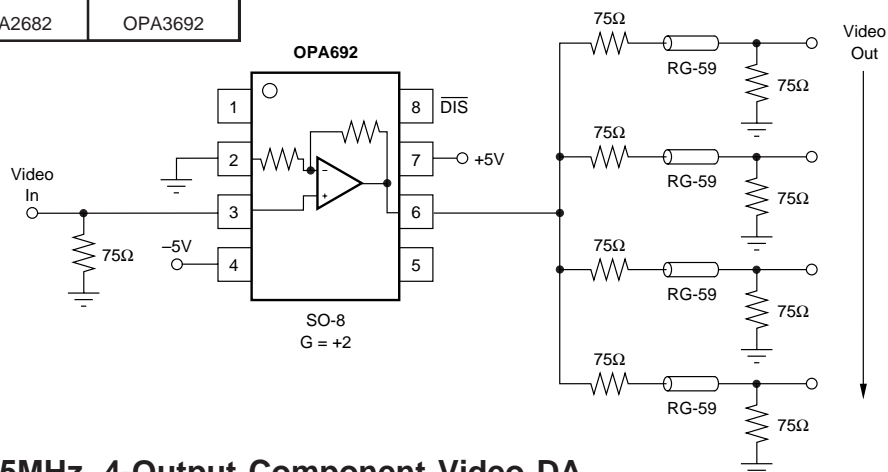 A2682 OPA3692
OPA692
1
2
3
4
8 DIS
7
6
5
+5V
–5V
Video
In
75Ω
SO-8
G = +2
75Ω
RG-59
75Ω
75Ω
RG-59
75Ω
75Ω
RG-59
75Ω
75Ω
RG-59
75Ω
Video
Out
5MHz, 4-Output Component Video DA